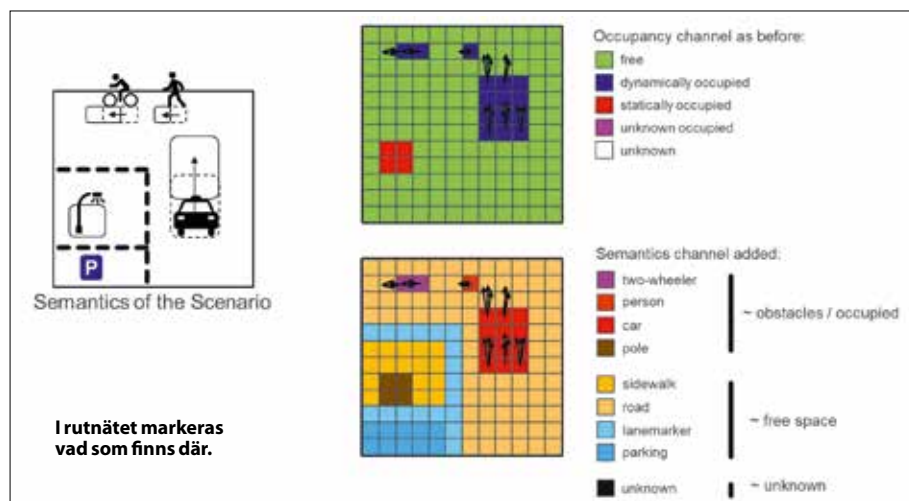 P
Semantics of the Scenario
I rutnätet markeras
vad som finns där.
Occupancy channel as before:
free
dynamically occupied
statically occupied
unknown occupied
unknown
Semantics channel added:
two-wheeler
person
car
pole
~ obstacles / occupied
sidewalk
road
lanemarker
parking
~ free space
unknown
~ unknown